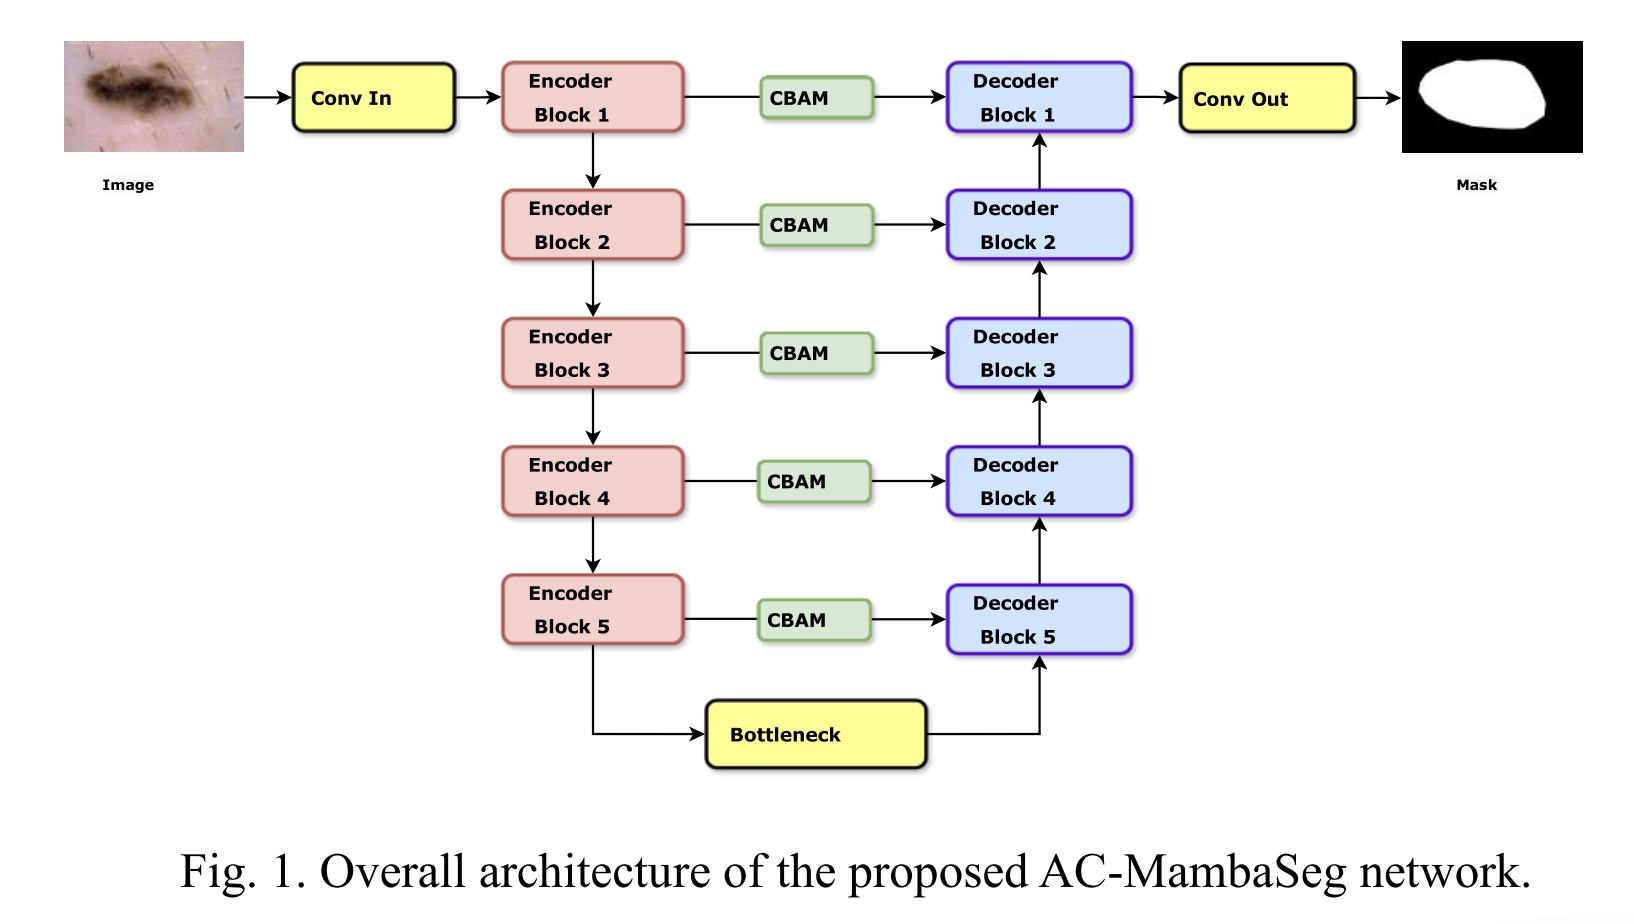 Image
Conv In
Encoder
Block 1
CBAM
Decoder
Block 1
Conv Out
Mask
Encoder
Block 2
CBAM
Decoder
Block 2
Encoder
Block 3
CBAM
Decoder
Block 3
Encoder
Block 4
CBAM
Decoder
Block 4
Encoder
Block 5
CBAM
Decoder
Block 5
Bottleneck
Fig. 1. Overall architecture of the proposed AC-MambaSeg network.